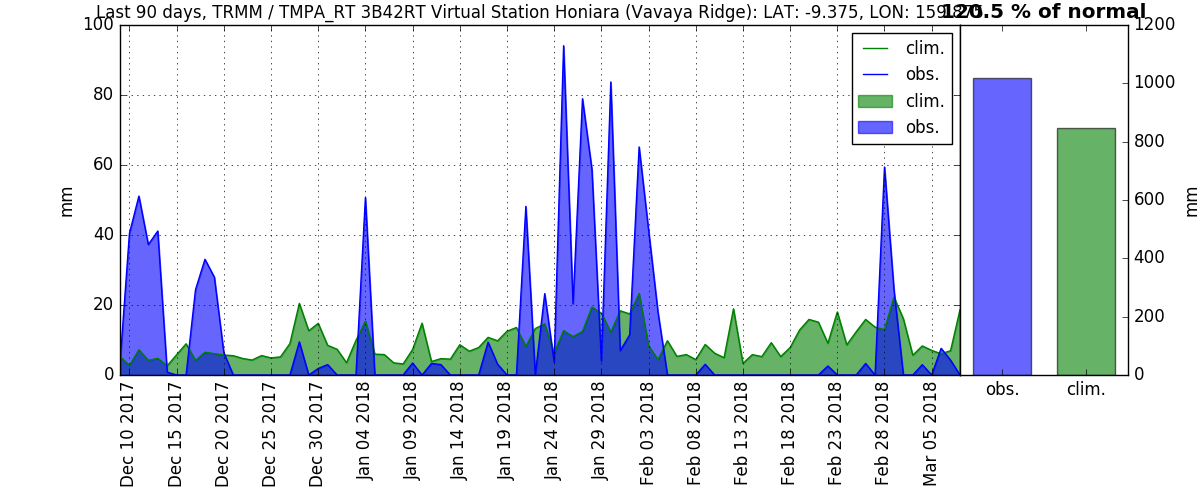 Last 90 days, TRMM / TMPA_RT 3B42RT Virtual Station Honiara (Vavaya Ridge): LAT: -9.375, LON:
120.5 % of normal
100
80
60
40
20
0
mm
clim.
obs.
clim.
obs.
1200
1000
800
600
400
200
0
mm
Dec 10 2017
Dec 15 2017
Dec 20 2017
Dec 25 2017
Dec 30 2017
Jan 04 2018
Jan 09 2018
Jan 14 2018
Jan 19 2018
Jan 24 2018
Jan 29 2018
Feb 03 2018
Feb 08 2018
Feb 13 2018
Feb 18 2018
Feb 23 2018
Feb 28 2018
Mar 05 2018
obs.
clim.